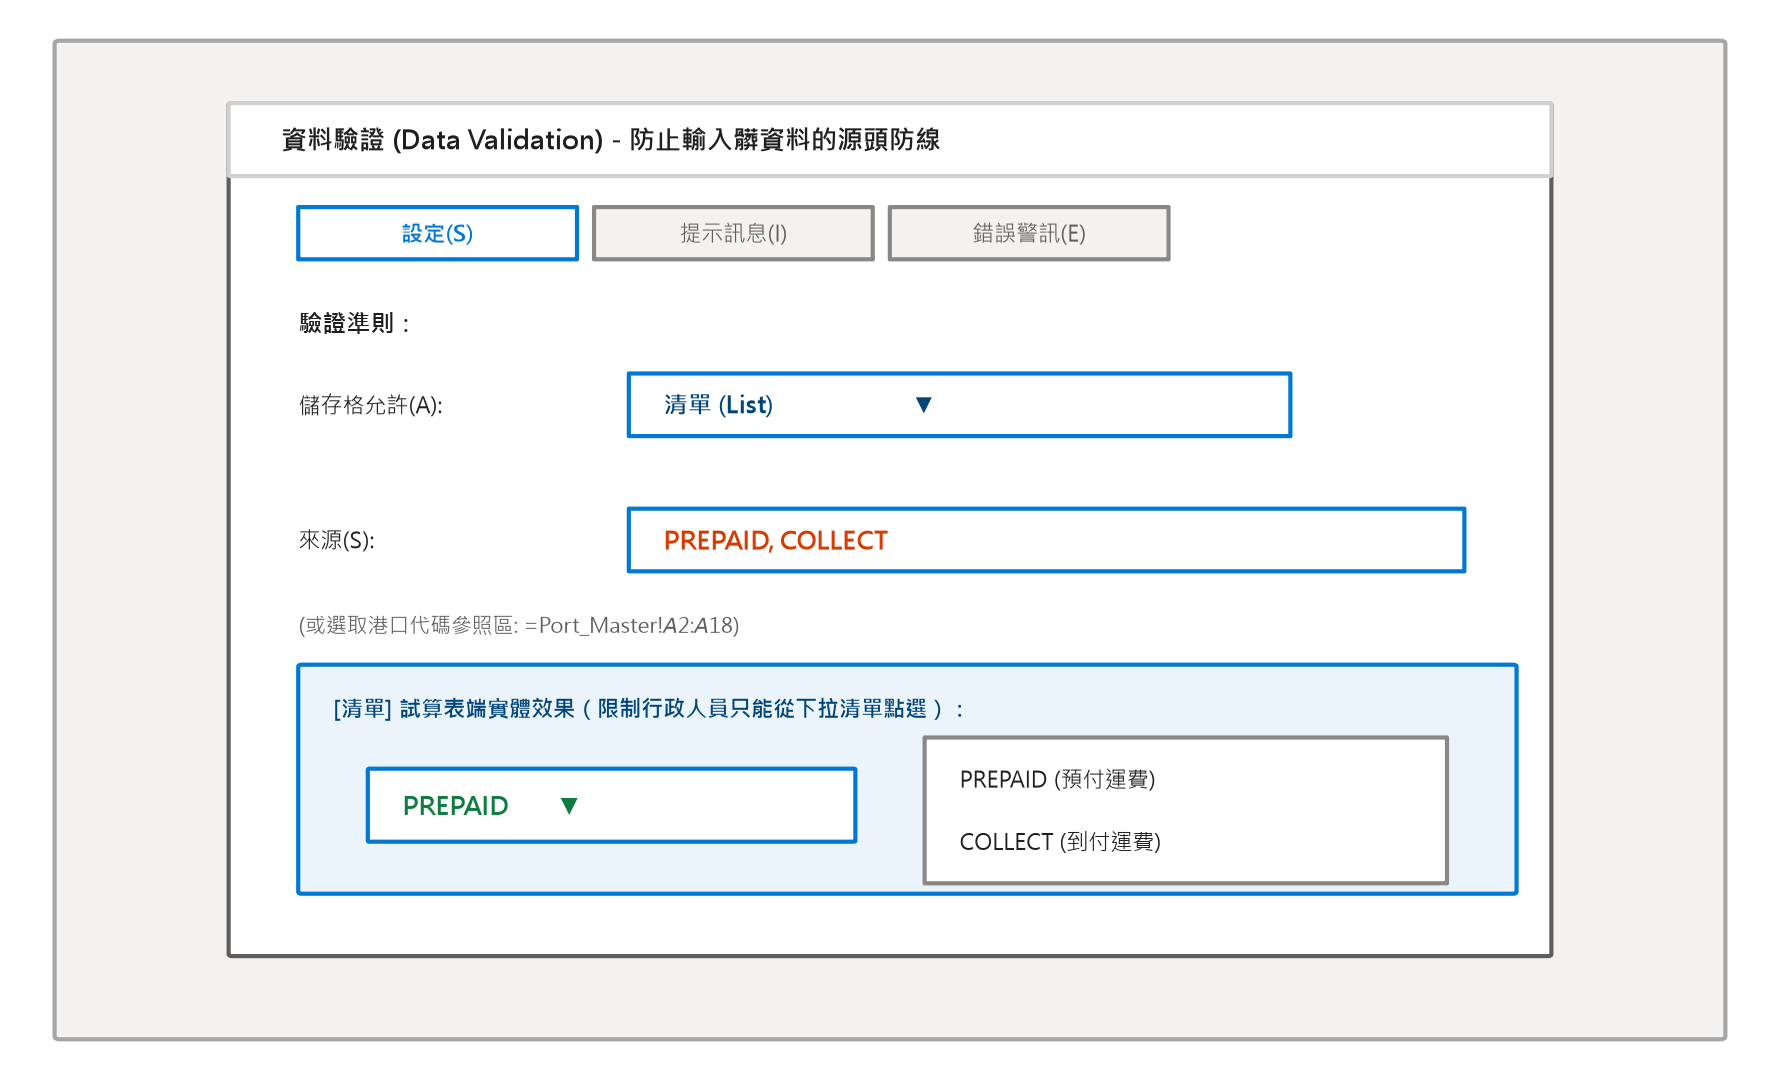 資料驗證 (Data Validation) - 防止輸入髒資料的源頭防線
設定(S)
提示訊息(I)
錯誤警訊(E)
驗證準則：
儲存格允許(A):
清單 (List) ▼
來源(S):
PREPAID, COLLECT
(或選取港口代碼參照區: =Port_Master!A2:A18)
[清單] 試算表端實體效果（限制行政人員只能從下拉清單點選）：
PREPAID ▼
PREPAID (預付運費)
COLLECT (到付運費)